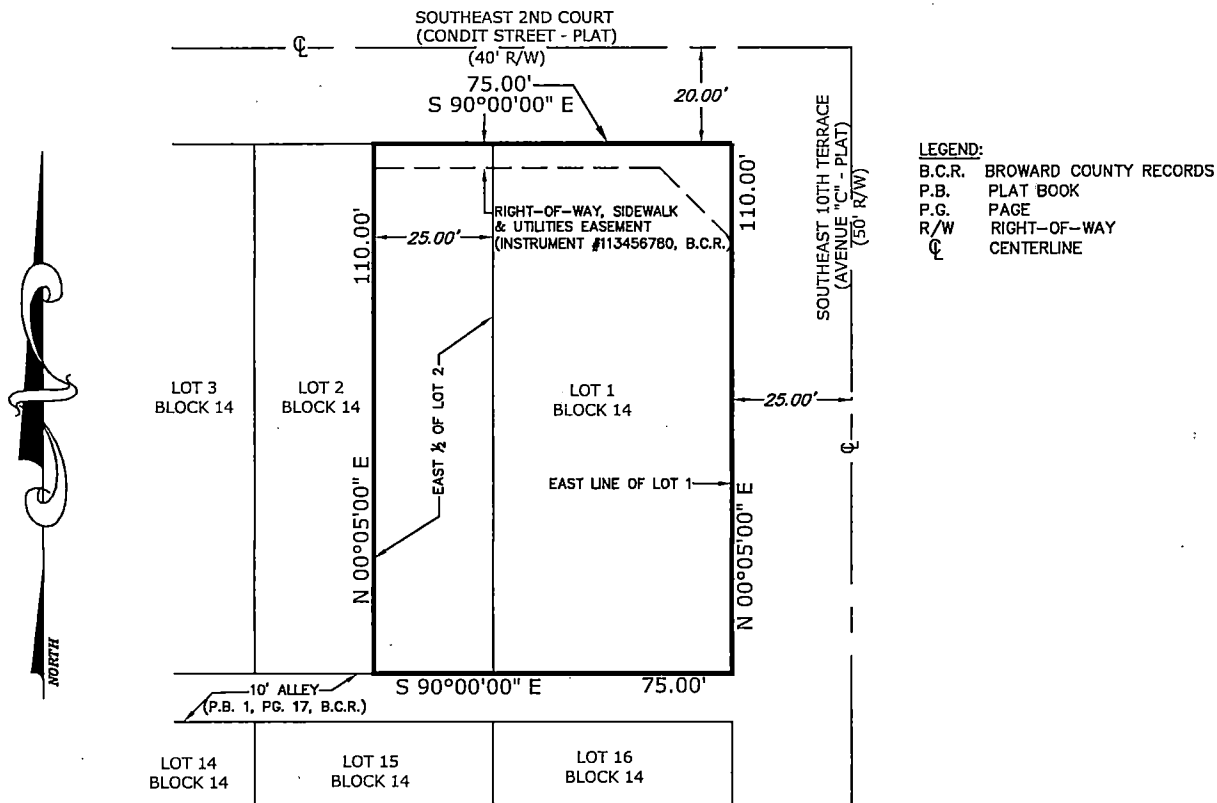 SOUTHEAST 2ND COURT
(CONDIT STREET - PLAT)
(40' R/W)
℄
75.00'
S 90°00'00" E
20.00'
SOUTHEAST 10TH TERRACE
(AVENUE "C" - PLAT)
(50' R/W)
LEGEND:
B.C.R. BROWARD COUNTY RECORDS
P.B. PLAT BOOK
P.G. PAGE
R/W RIGHT-OF-WAY
℄ CENTERLINE
110.00'
110.00'
RIGHT-OF-WAY, SIDEWALK
& UTILITIES EASEMENT
(INSTRUMENT #113456780, B.C.R.)
25.00'
LOT 3
BLOCK 14
LOT 2
BLOCK 14
EAST ½ OF LOT 2
LOT 1
BLOCK 14
25.00'
℄
EAST LINE OF LOT 1
N 00°05'00" E
N 00°05'00" E
NORTH
S 90°00'00" E
75.00'
10' ALLEY
(P.B. 1, PG. 17, B.C.R.)
LOT 14
BLOCK 14
LOT 15
BLOCK 14
LOT 16
BLOCK 14